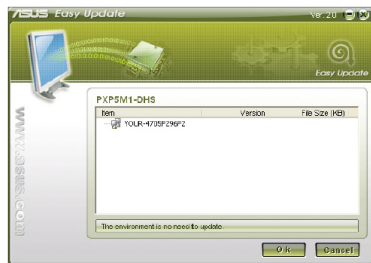 ASUS Easy Update
Ver. 2.0
Easy Update
PXP5M1-DHS
Item Version File Size (KB)
YOUR-4705F296F2
The environment is no need to update.
Ok Cancel
www.asus.com